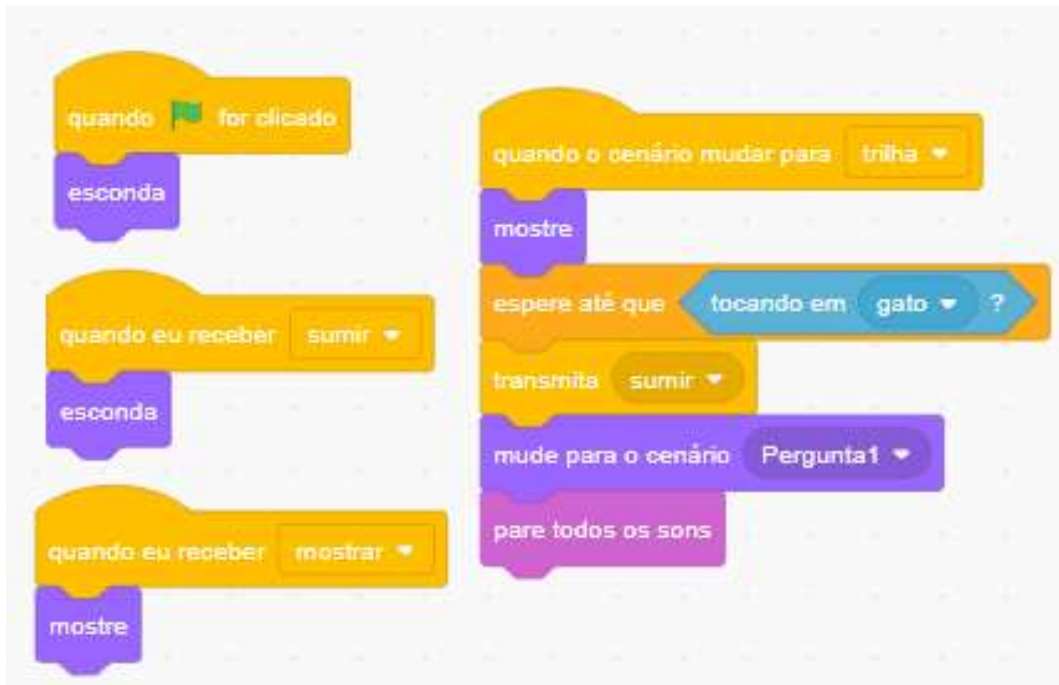 quando for clicado
esconda
quando eu receber sumir
esconda
quando eu receber mostrar
mostre
quando o cenário mudar para trilha
mostre
espere até que tocando em gato ?
transmita sumir
mude para o cenário Pergunta1
pare todos os sons